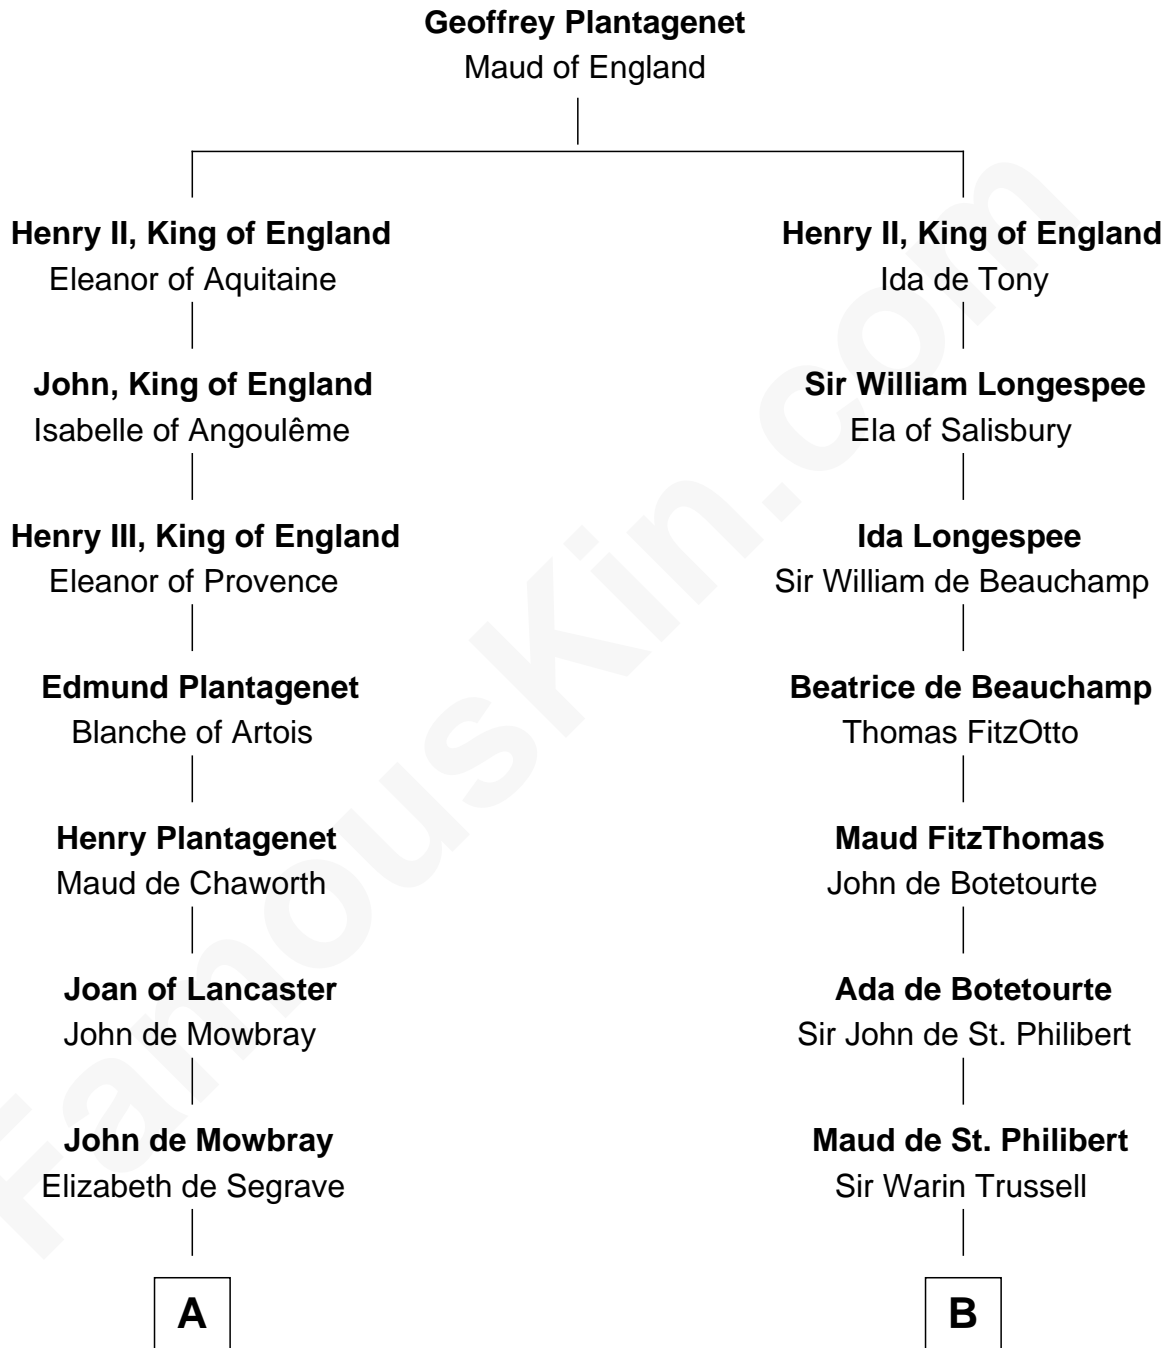 Geoffrey Plantagenet
Maud of England
Henry II, King of England
Eleanor of Aquitaine
John, King of England
Isabelle of Angoulême
Henry III, King of England
Eleanor of Provence
Edmund Plantagenet
Blanche of Artois
Henry Plantagenet
Maud de Chaworth
Joan of Lancaster
John de Mowbray
John de Mowbray
Elizabeth de Segrave
A
Henry II, King of England
Ida de Tony
Sir William Longespee
Ela of Salisbury
Ida Longespee
Sir William de Beauchamp
Beatrice de Beauchamp
Thomas FitzOtto
Maud FitzThomas
John de Botetourte
Ada de Botetourte
Sir John de St. Philibert
Maud de St. Philibert
Sir Warin Trussell
B
FamousKin.com